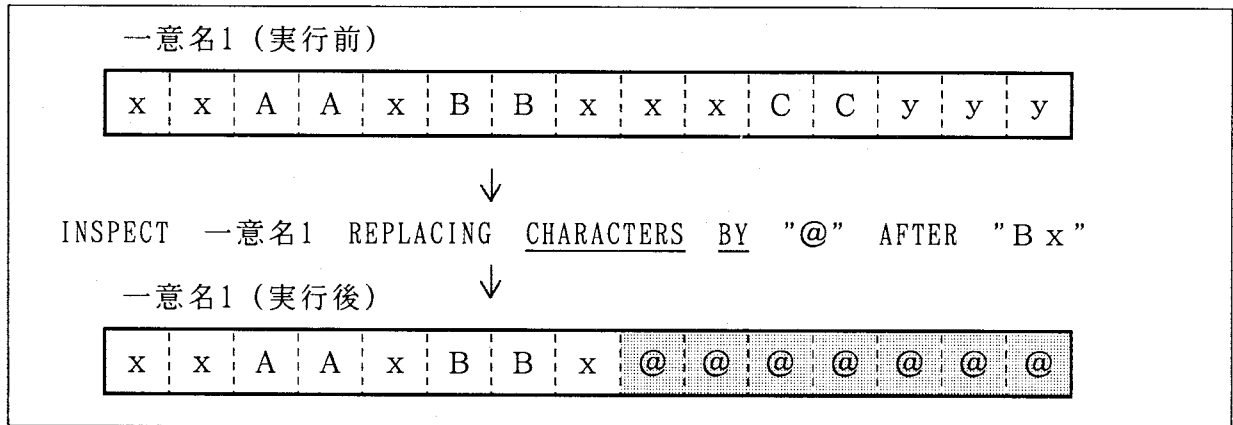 一意名1 (実行前)
x x A A x B B x x x C C y y y
↓
INSPECT 一意名1 REPLACING CHARACTERS BY "@" AFTER "Bx"
↓
一意名1 (実行後)
x x A A x B B x @ @ @ @ @ @ @